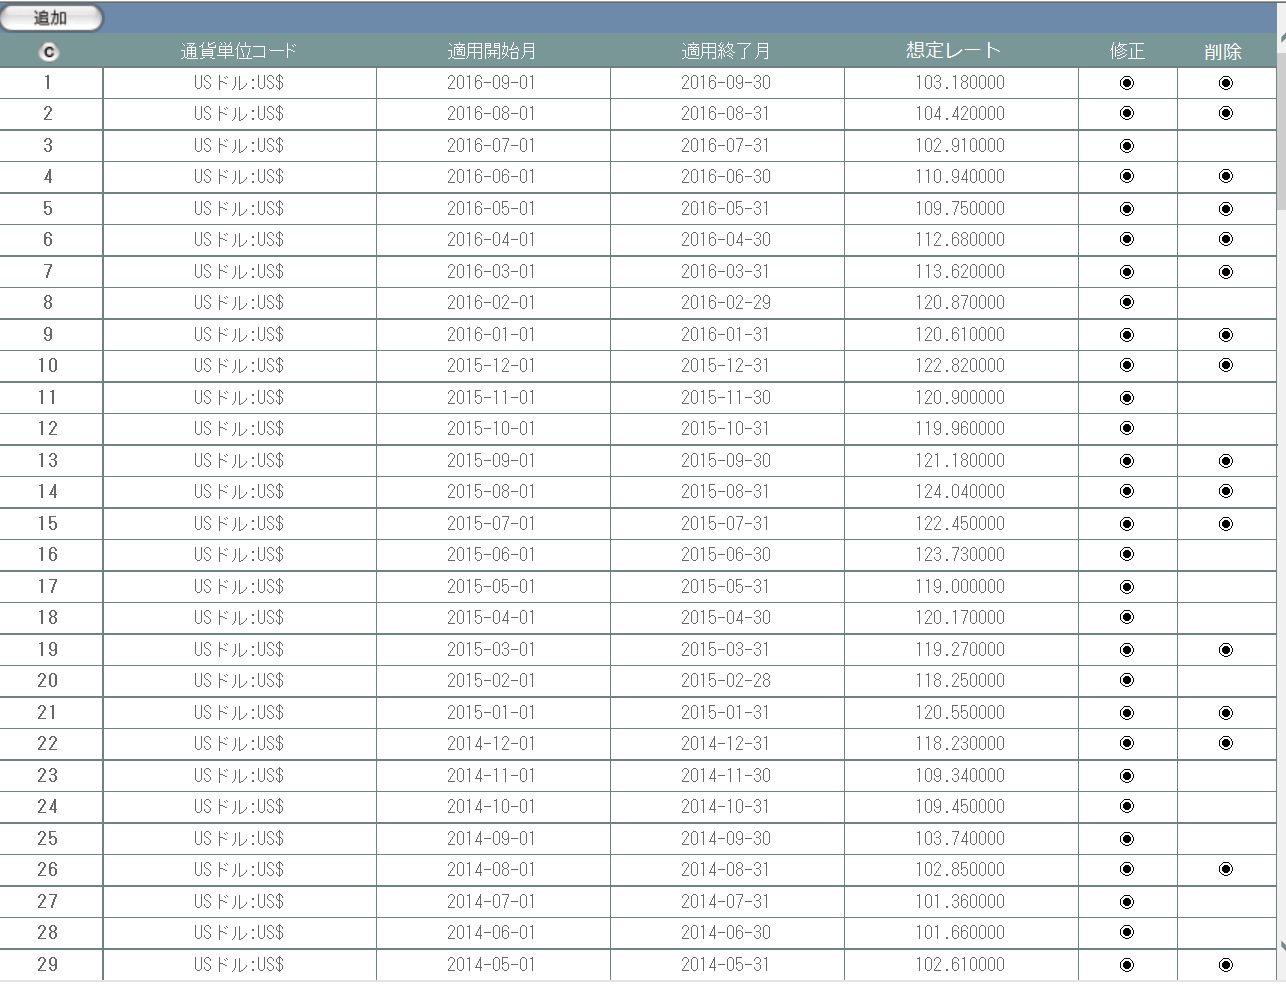 追加
C 通貨単位コード 適用開始月 適用終了月 想定レート 修正 削除
1 USドル:US$ 2016-09-01 2016-09-30 103.180000
2 USドル:US$ 2016-08-01 2016-08-31 104.420000
3 USドル:US$ 2016-07-01 2016-07-31 102.910000
4 USドル:US$ 2016-06-01 2016-06-30 110.940000
5 USドル:US$ 2016-05-01 2016-05-31 109.750000
6 USドル:US$ 2016-04-01 2016-04-30 112.680000
7 USドル:US$ 2016-03-01 2016-03-31 113.620000
8 USドル:US$ 2016-02-01 2016-02-29 120.870000
9 USドル:US$ 2016-01-01 2016-01-31 120.610000
10 USドル:US$ 2015-12-01 2015-12-31 122.820000
11 USドル:US$ 2015-11-01 2015-11-30 120.900000
12 USドル:US$ 2015-10-01 2015-10-31 119.960000
13 USドル:US$ 2015-09-01 2015-09-30 121.180000
14 USドル:US$ 2015-08-01 2015-08-31 124.040000
15 USドル:US$ 2015-07-01 2015-07-31 122.450000
16 USドル:US$ 2015-06-01 2015-06-30 123.730000
17 USドル:US$ 2015-05-01 2015-05-31 119.000000
18 USドル:US$ 2015-04-01 2015-04-30 120.170000
19 USドル:US$ 2015-03-01 2015-03-31 119.270000
20 USドル:US$ 2015-02-01 2015-02-28 118.250000
21 USドル:US$ 2015-01-01 2015-01-31 120.550000
22 USドル:US$ 2014-12-01 2014-12-31 118.230000
23 USドル:US$ 2014-11-01 2014-11-30 109.340000
24 USドル:US$ 2014-10-01 2014-10-31 109.450000
25 USドル:US$ 2014-09-01 2014-09-30 103.740000
26 USドル:US$ 2014-08-01 2014-08-31 102.850000
27 USドル:US$ 2014-07-01 2014-07-31 101.360000
28 USドル:US$ 2014-06-01 2014-06-30 101.660000
29 USドル:US$ 2014-05-01 2014-05-31 102.610000